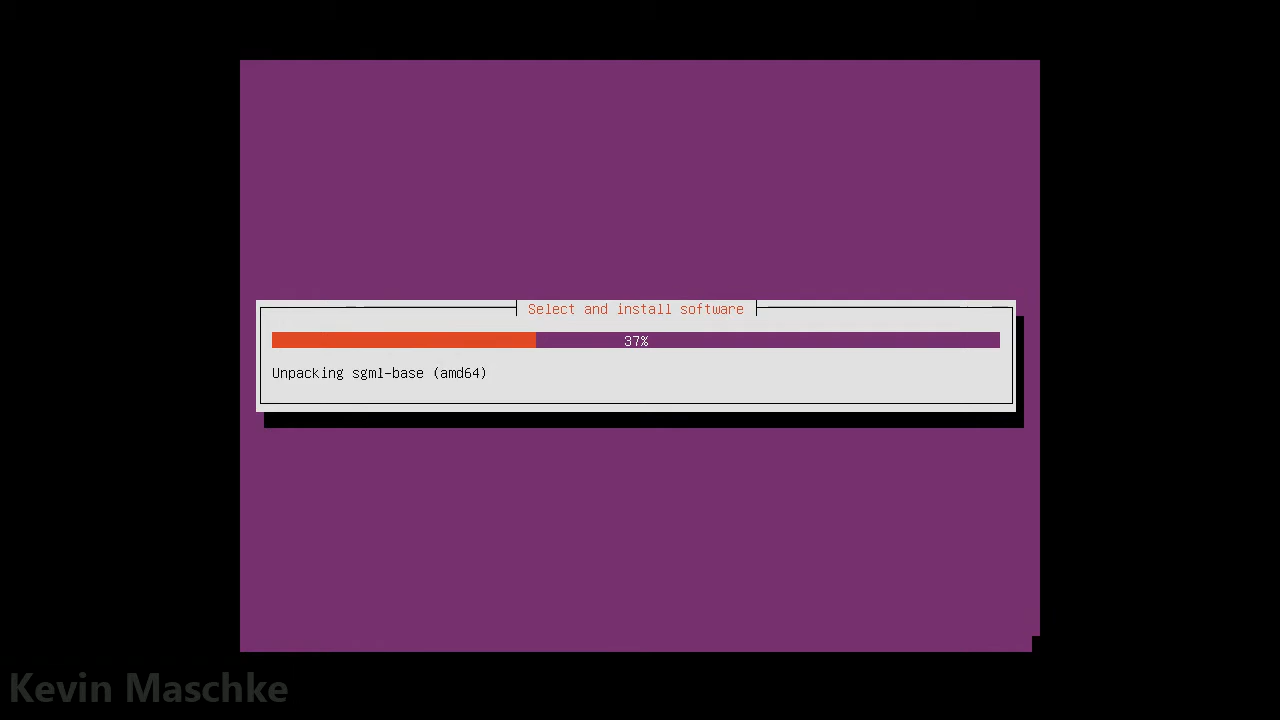 Select and install software
37%
Unpacking sgml-base (amd64)
Kevin Maschke